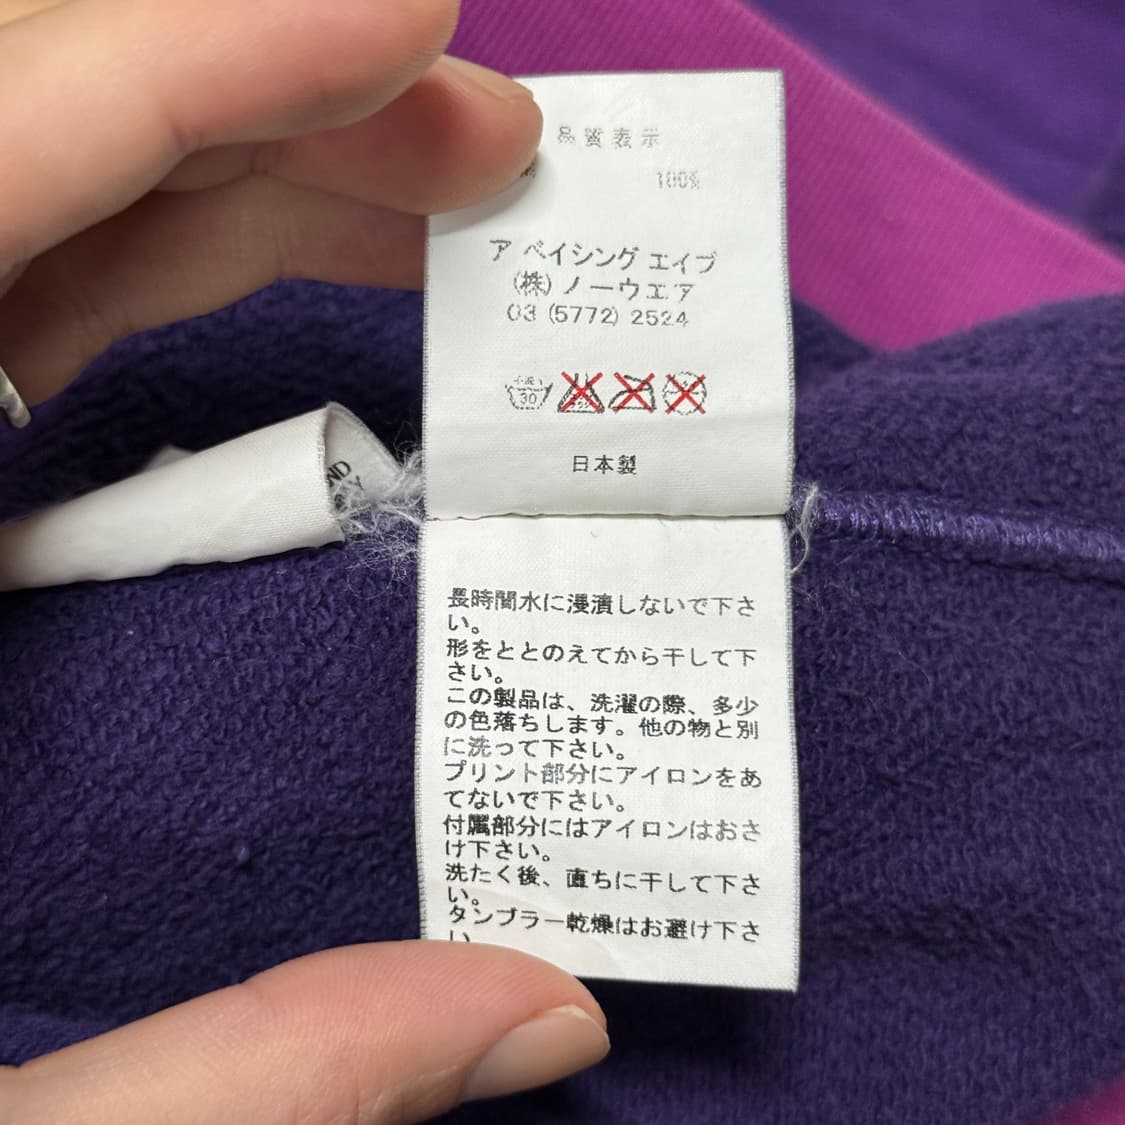 品質表示
100%
ア ベイシング エイプ
(株) ノーウェア
03 (5772) 2524
30
日本製
ND
長時間水に浸漬しないで下さ
い。
形をととのえてから干して下
さい。
この製品は、洗濯の際、多少
の色落ちします。他の物と別
に洗って下さい。
プリント部分にアイロンをあ
てないで下さい。
付属部分にはアイロンはおさ
け下さい。
洗たく後、直ちに干して下さ
い。
タンブラー乾燥はお避け下さ
い